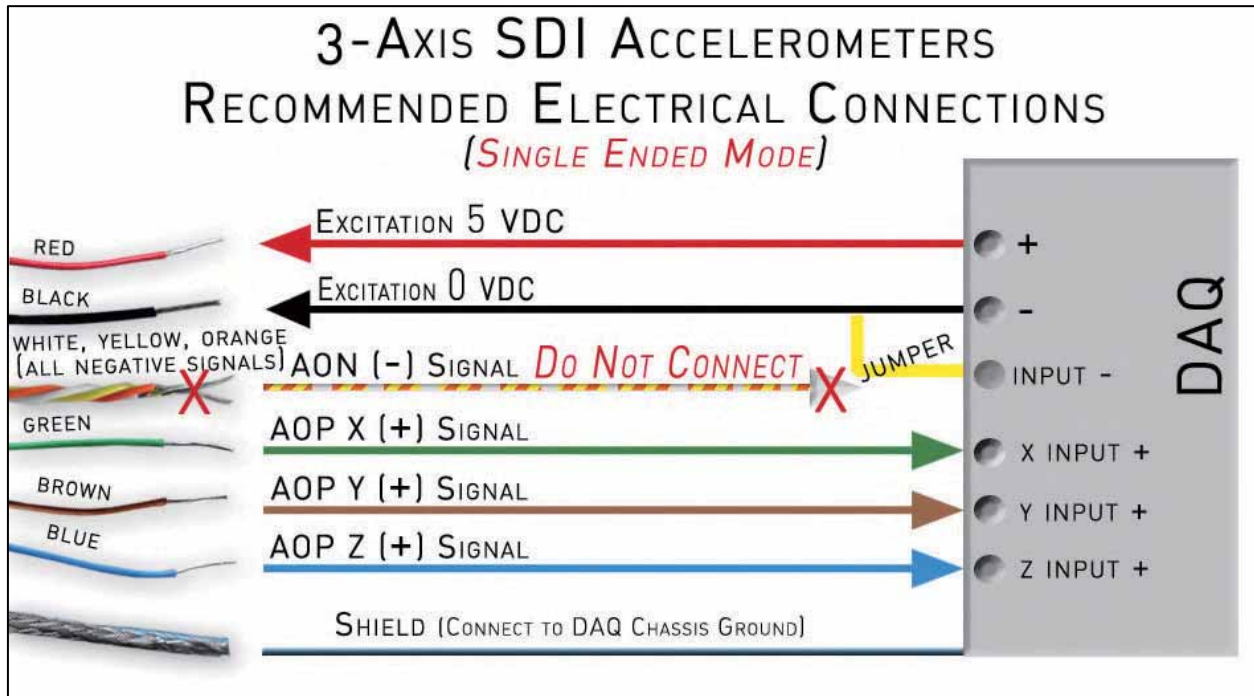 3-Axis SDI Accelerometers
Recommended Electrical Connections
(Single Ended Mode)
RED
Excitation 5 VDC
+
BLACK
Excitation 0 VDC
-
DAQ
WHITE, YELLOW, ORANGE
(ALL NEGATIVE SIGNALS)
X
AON (-) Signal Do Not Connect
X
JUMPER
INPUT -
GREEN
AOP X (+) Signal
X INPUT +
BROWN
AOP Y (+) Signal
Y INPUT +
BLUE
AOP Z (+) Signal
Z INPUT +
Shield (Connect to DAQ Chassis Ground)